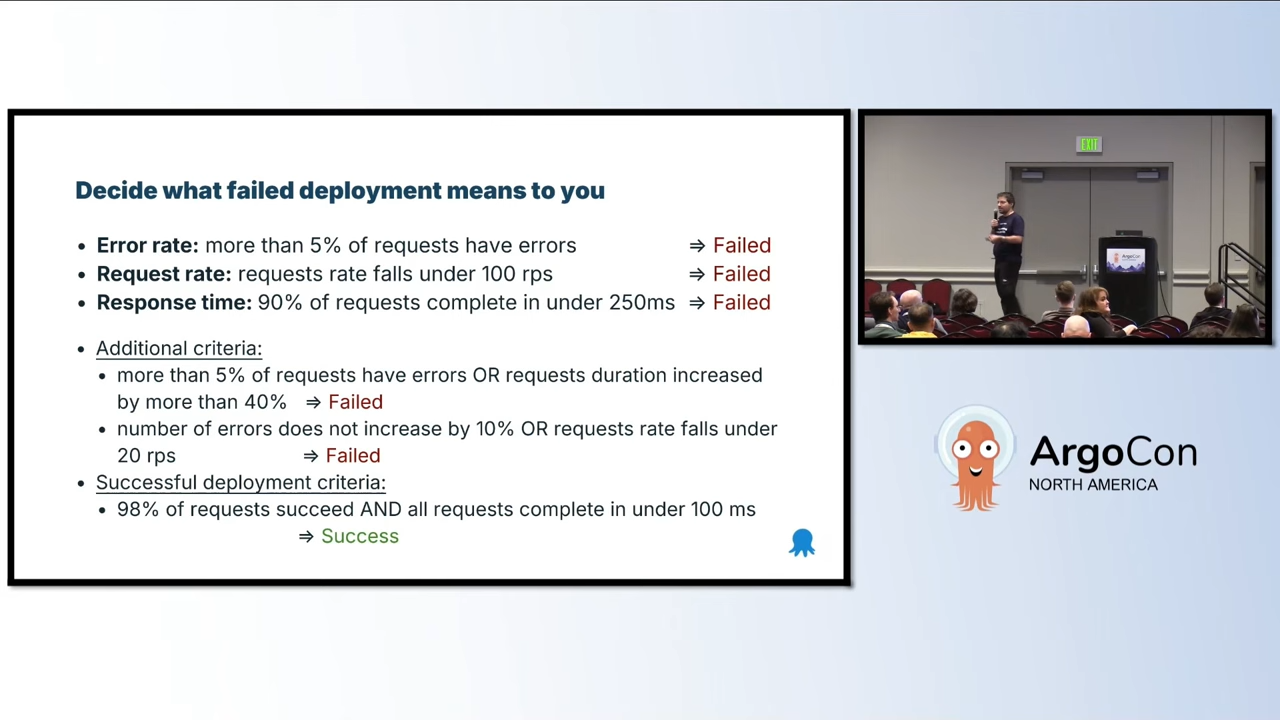 Decide what failed deployment means to you
• Error rate: more than 5% of requests have errors ⇒ Failed
• Request rate: requests rate falls under 100 rps ⇒ Failed
• Response time: 90% of requests complete in under 250ms ⇒ Failed
• Additional criteria:
• more than 5% of requests have errors OR requests duration increased
by more than 40% ⇒ Failed
• number of errors does not increase by 10% OR requests rate falls under
20 rps ⇒ Failed
• Successful deployment criteria:
• 98% of requests succeed AND all requests complete in under 100 ms
⇒ Success
EXIT
ArgoCon
NORTH AMERICA